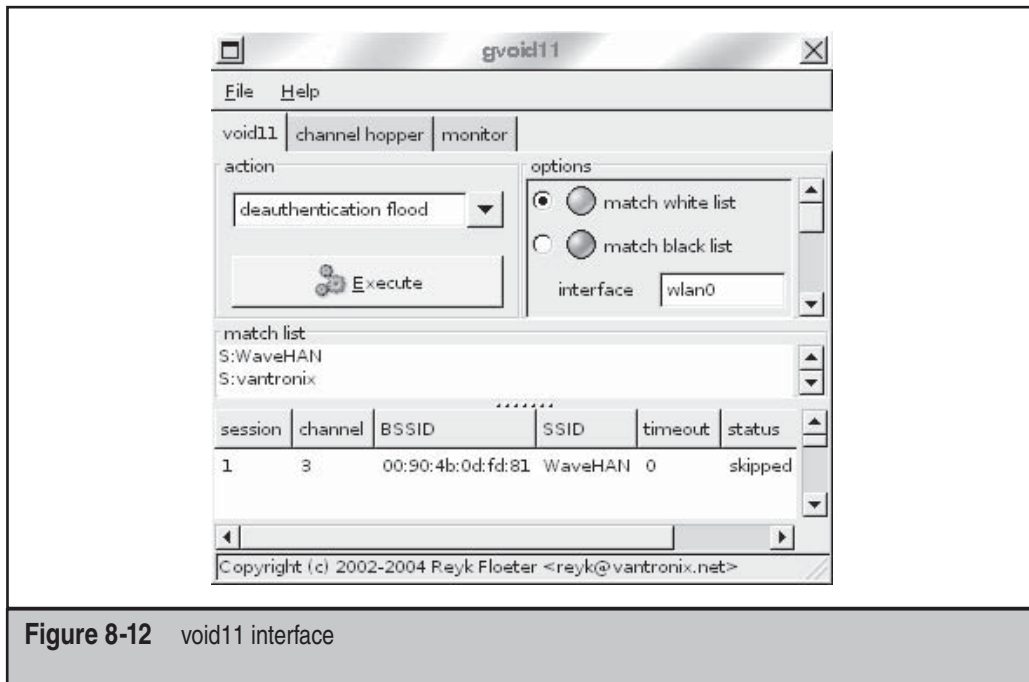 gvoid11
File Help
void11 channel hopper monitor
action
deauthentication flood
Execute
options
match white list
match black list
interface wlan0
match list
S:WaveHAN
S:vantronix
session channel BSSID SSID timeout status
1 3 00:90:4b:0d:fd:81 WaveHAN 0 skipped
Copyright (c) 2002-2004 Reyk Floeter <reyk@vantronix.net>
Figure 8-12 void11 interface